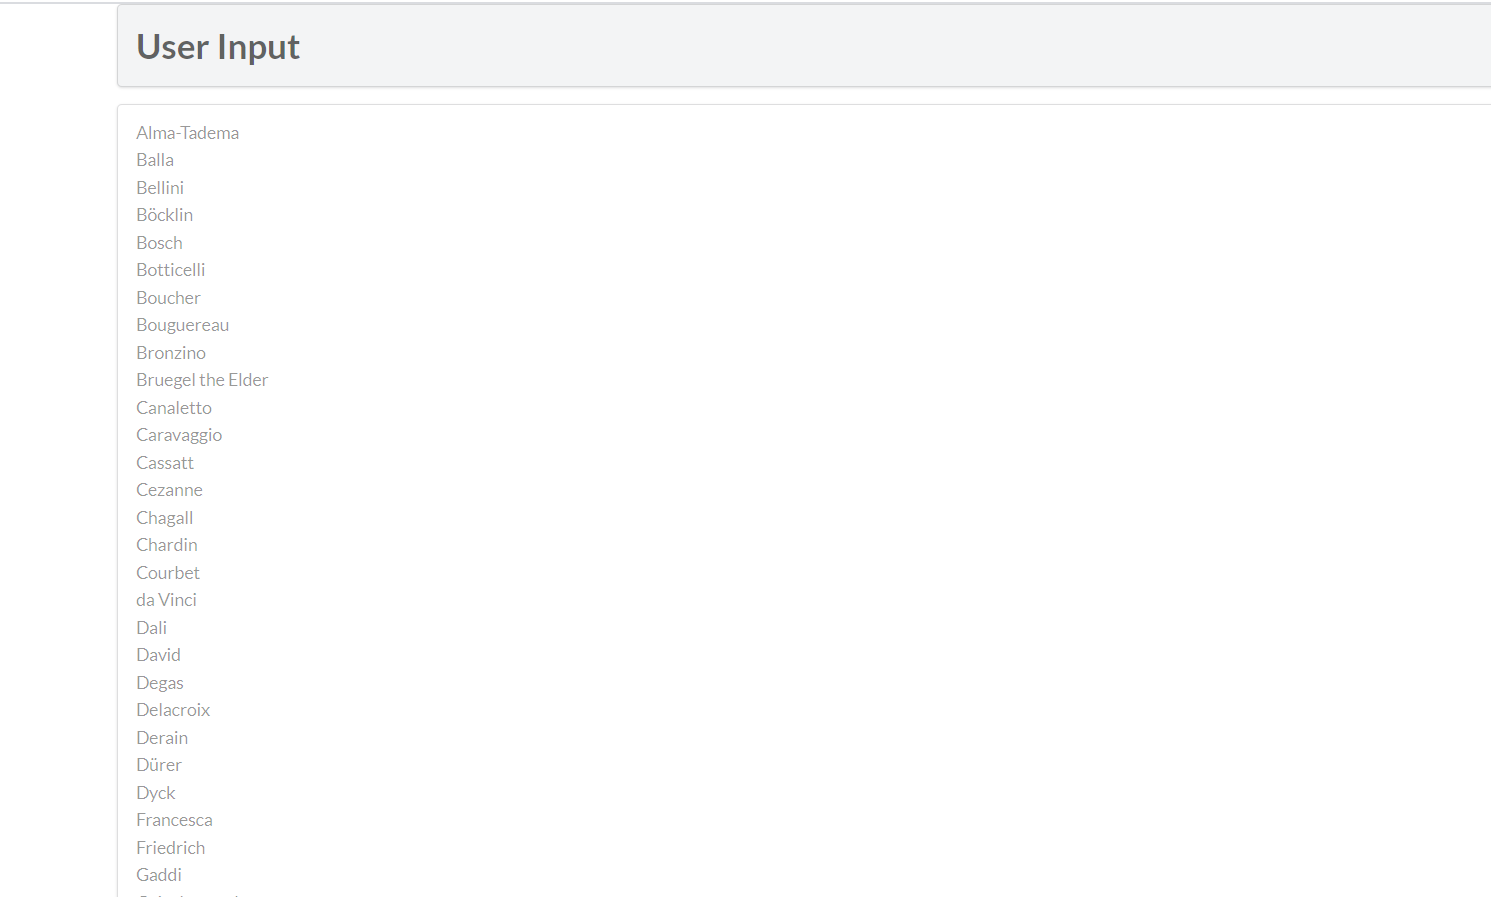 User Input
Alma-Tadema
Balla
Bellini
Böcklin
Bosch
Botticelli
Boucher
Bouguereau
Bronzino
Bruegel the Elder
Canaletto
Caravaggio
Cassatt
Cezanne
Chagall
Chardin
Courbet
da Vinci
Dali
David
Degas
Delacroix
Derain
Dürer
Dyck
Francesca
Friedrich
Gaddi